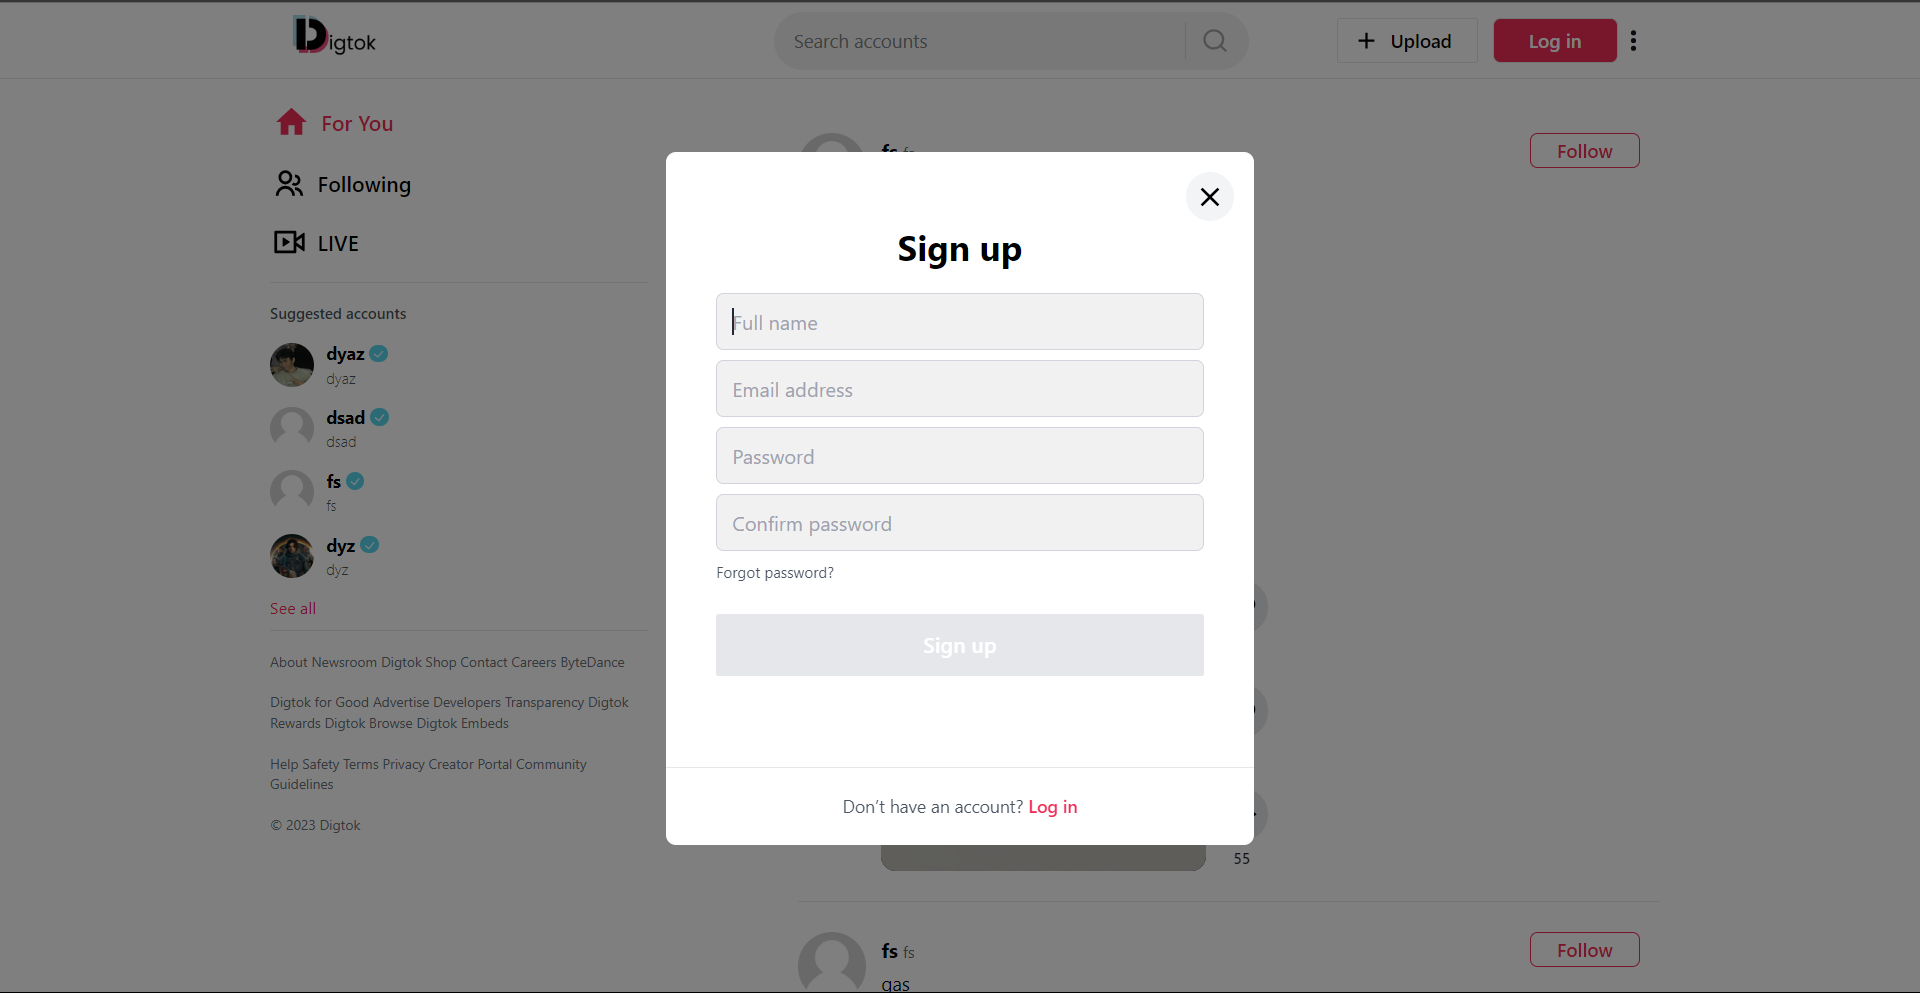 Digtok
Search accounts
Upload
Log in
For You
Following
LIVE
Suggested accounts
dyaz
dyaz
dsad
dsad
fs
fs
dyz
dyz
See all
About Newsroom Digtok Shop Contact Careers ByteDance
Digtok for Good Advertise Developers Transparency Digtok
Rewards Digtok Browse Digtok Embeds
Help Safety Terms Privacy Creator Portal Community
Guidelines
© 2023 Digtok
fs fs
Follow
Sign up
Full name
Email address
Password
Confirm password
Forgot password?
Sign up
Don’t have an account? Log in
55
fs fs
Follow
gas